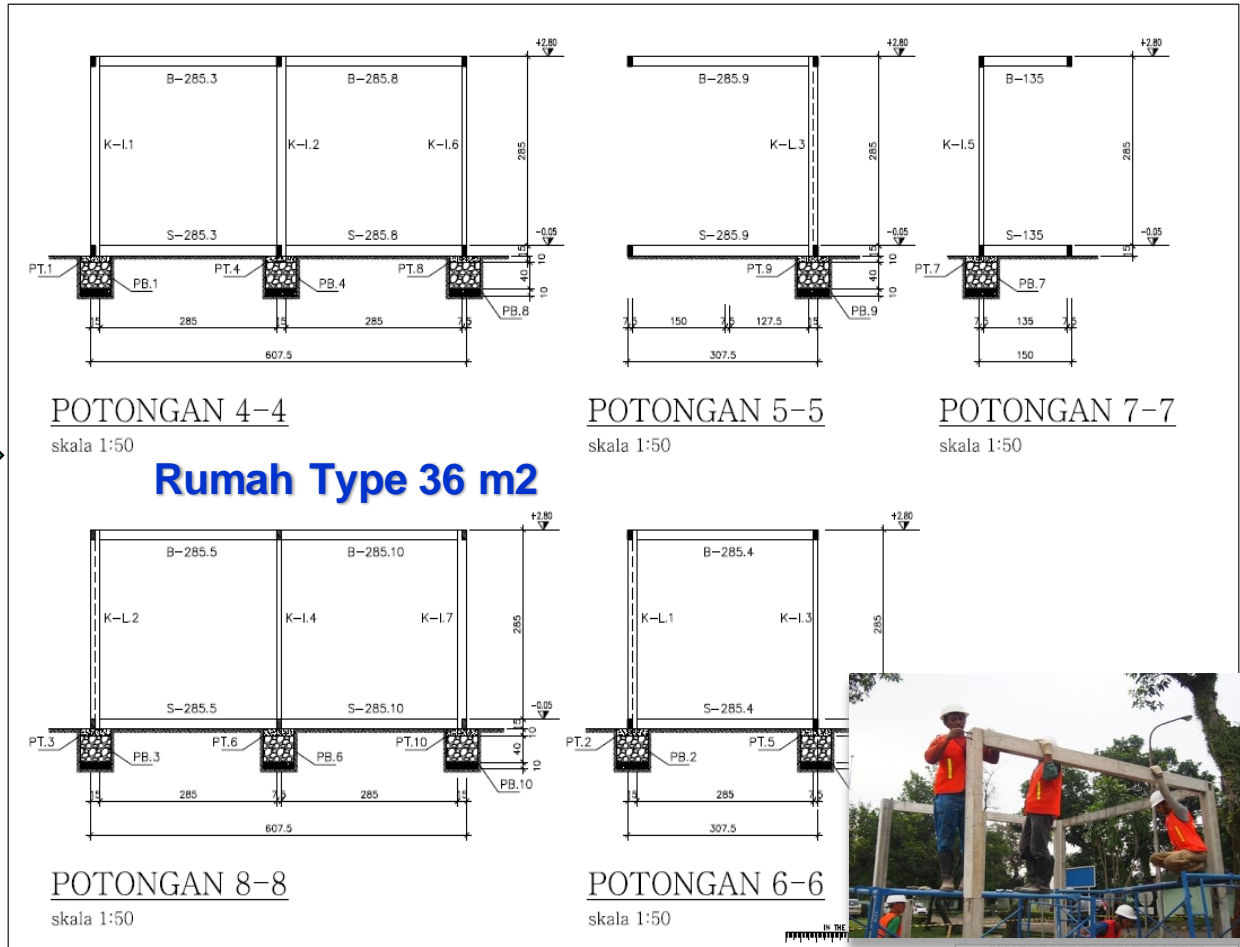 +2.80
B-285.3
B-285.8
K-I.1
K-I.2
K-I.6
285
S-285.3
S-285.8
-0.05
15
10
40
10
PT.1
PB.1
PT.4
PB.4
PT.8
PB.8
15
285
15
285
7.5
607.5
POTONGAN 4-4
skala 1:50
+2.80
B-285.9
K-L.3
285
S-285.9
-0.05
15
10
40
10
PT.9
PB.9
7.5
150
7.5
127.5
15
307.5
POTONGAN 5-5
skala 1:50
+2.80
B-135
K-I.5
285
S-135
-0.05
15
PT.7
PB.7
7.5
135
7.5
150
POTONGAN 7-7
skala 1:50
Rumah Type 36 m2
+2.80
B-285.5
B-285.10
K-L.2
K-I.4
K-I.7
285
S-285.5
S-285.10
-0.05
15
10
40
10
PT.3
PB.3
PT.6
PB.6
PT.10
PB.10
15
285
7.5
285
15
607.5
POTONGAN 8-8
skala 1:50
+2.80
B-285.4
K-L.1
K-I.3
285
S-285.4
PT.2
PB.2
PT.5
15
285
7.5
307.5
POTONGAN 6-6
skala 1:50
IN THE